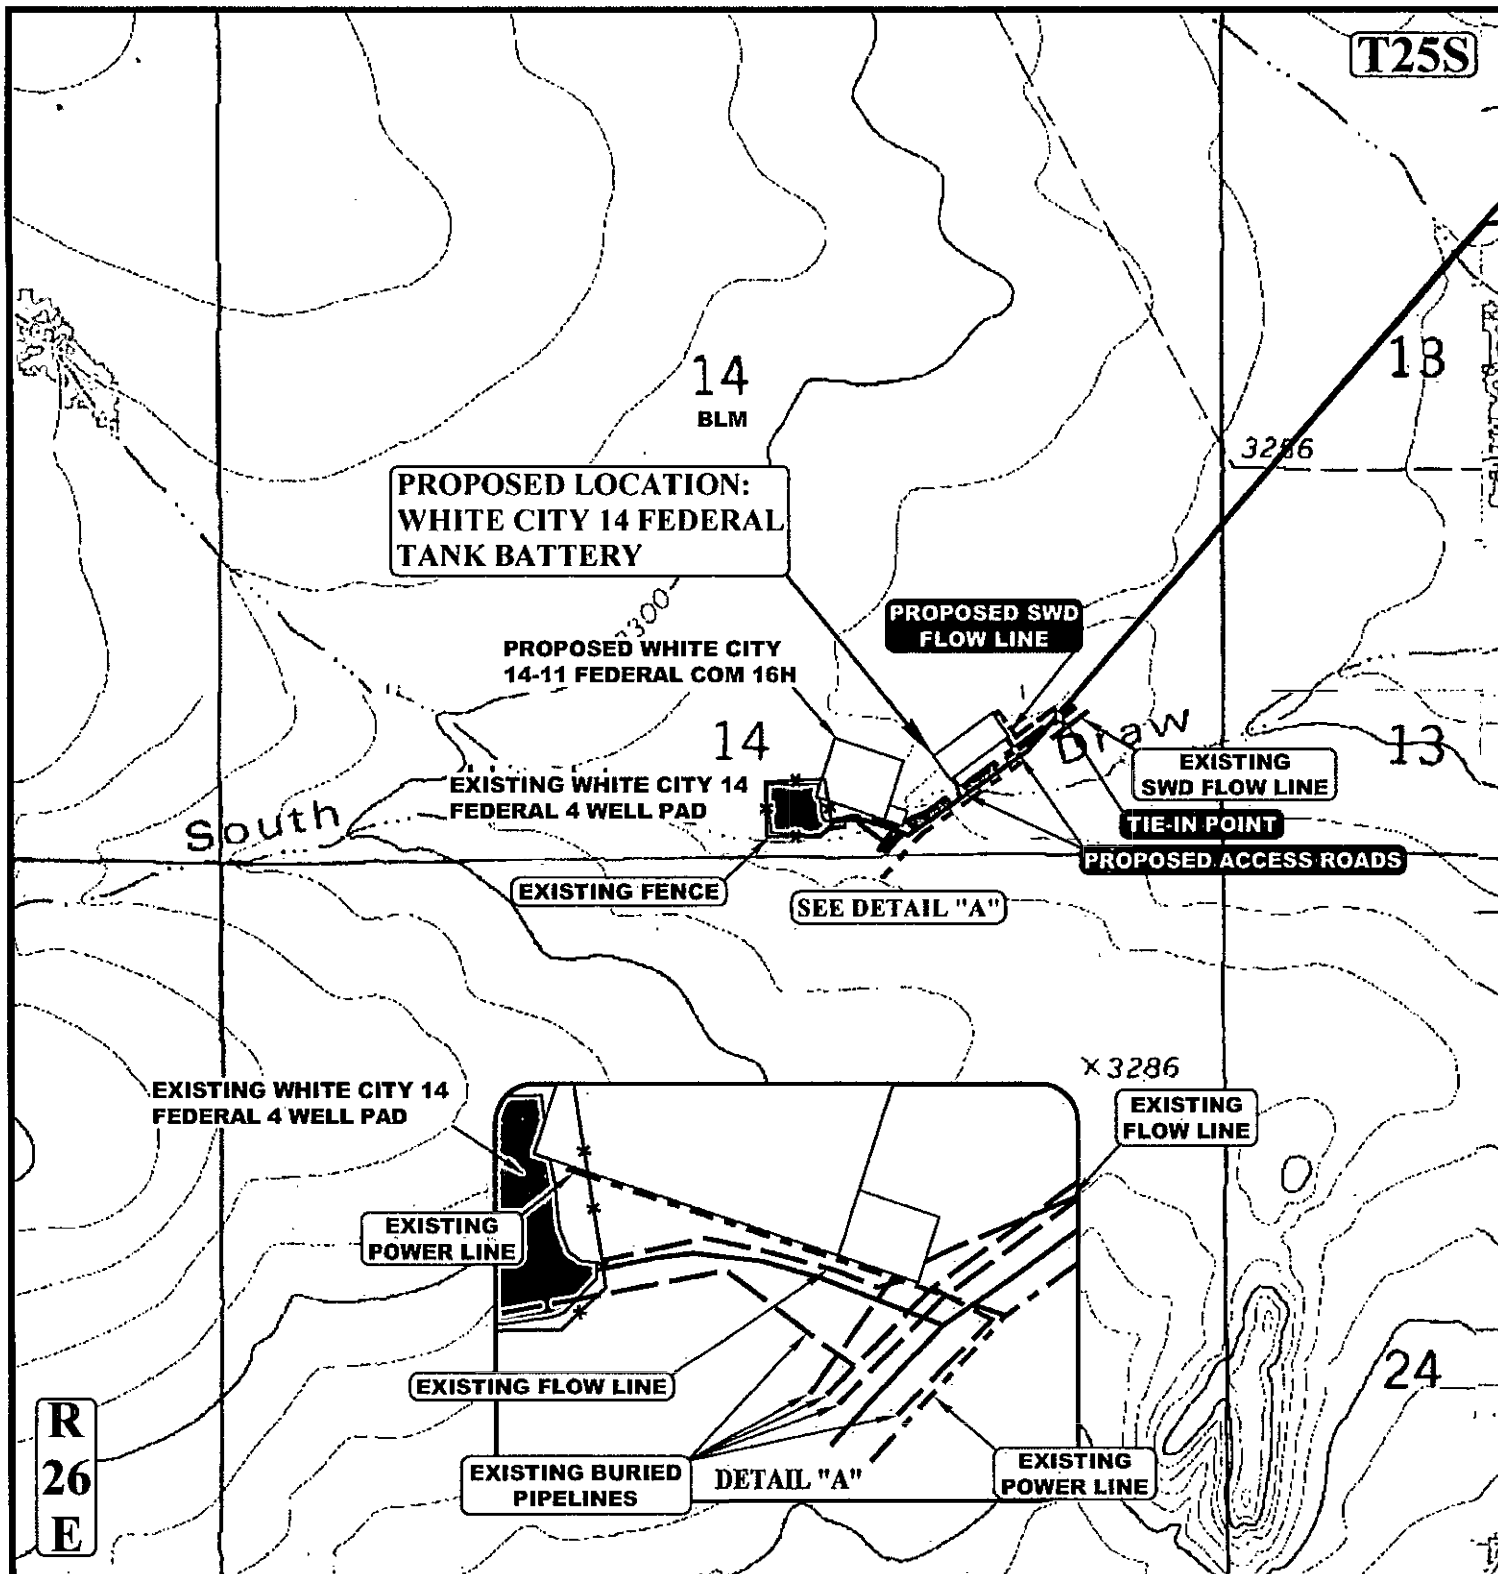 T25S
14
BLM
13
3286
PROPOSED LOCATION:
WHITE CITY 14 FEDERAL
TANK BATTERY
PROPOSED SWD
FLOW LINE
PROPOSED WHITE CITY
14-11 FEDERAL COM 16H
14
EXISTING WHITE CITY 14
FEDERAL 4 WELL PAD
South
Draw
13
EXISTING
SWD FLOW LINE
TIE-IN POINT
PROPOSED ACCESS ROADS
EXISTING FENCE
SEE DETAIL "A"
×3286
EXISTING WHITE CITY 14
FEDERAL 4 WELL PAD
EXISTING
FLOW LINE
EXISTING
POWER LINE
EXISTING FLOW LINE
24
R
26
E
EXISTING BURIED
PIPELINES
DETAIL "A"
EXISTING
POWER LINE